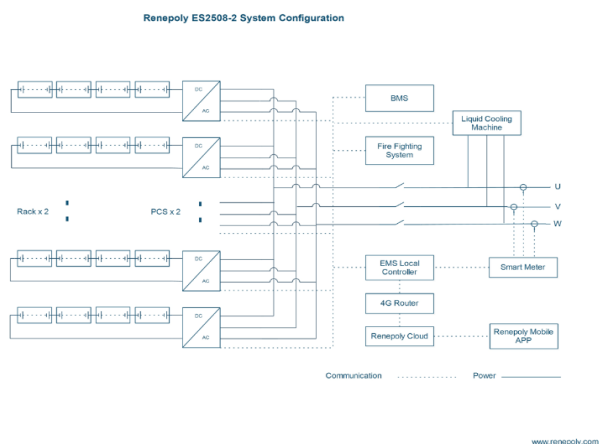 Renepoly ES2508-2 System Configuration
DC
AC
BMS
Liquid Cooling
Machine
DC
AC
Fire Fighting
System
U
V
W
Rack x 2
PCS x 2
DC
AC
EMS Local
Controller
Smart Meter
4G Router
DC
AC
Renepoly Cloud
Renepoly Mobile
APP
Communication
Power
www.renepoly.com